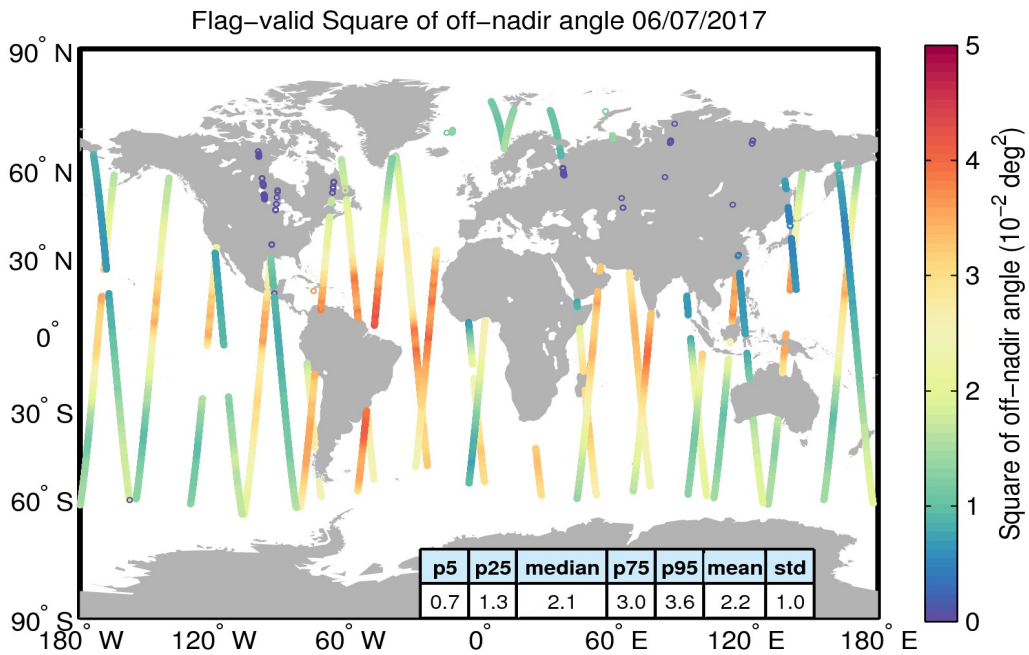 Flag−valid Square of off−nadir angle 06/07/2017
90° N
60° N
30° N
0°
30° S
60° S
90° S
180° W
120° W
60° W
0°
60° E
120° E
180° E
p5 p25 median p75 p95 mean std
0.7 1.3 2.1 3.0 3.6 2.2 1.0
5
4
3
2
1
0
Square of off−nadir angle (10⁻² deg²)